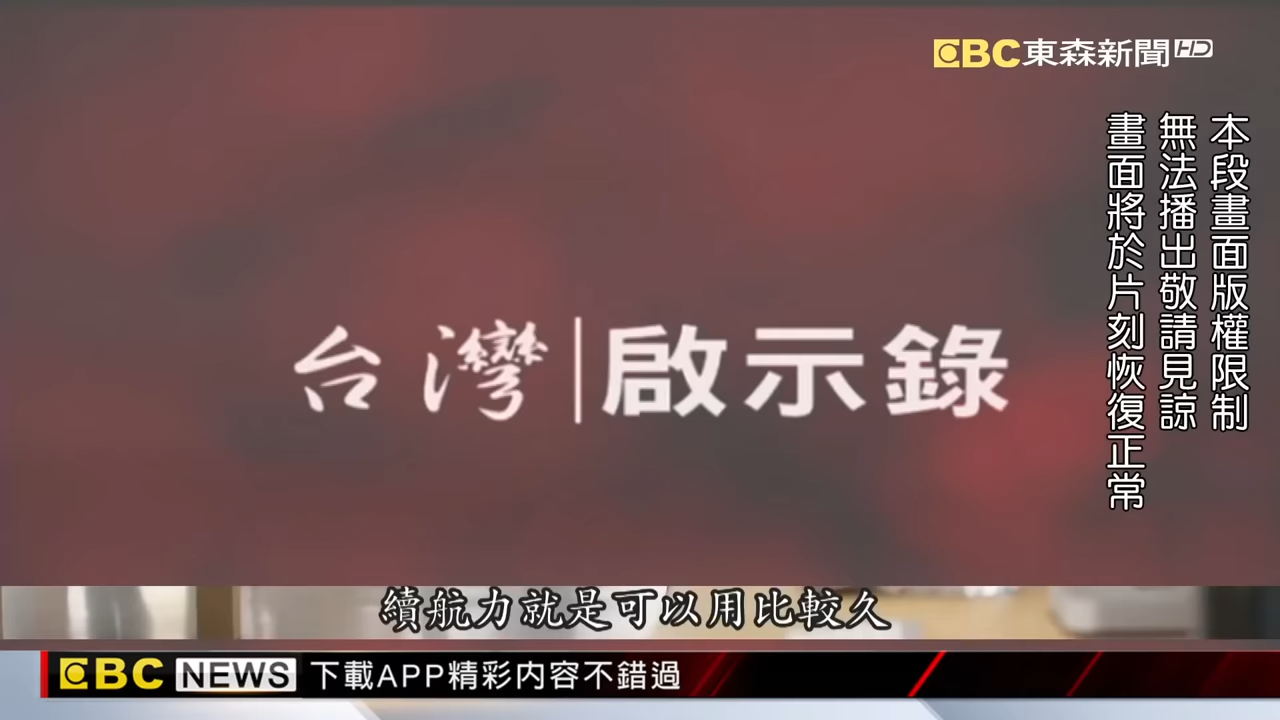 EBC東森新聞HD
本段畫面版權限制
無法播出敬請見諒
畫面將於片刻恢復正常
台灣|啟示錄
續航力就是可以用比較久
EBC NEWS 下載APP精彩內容不錯過